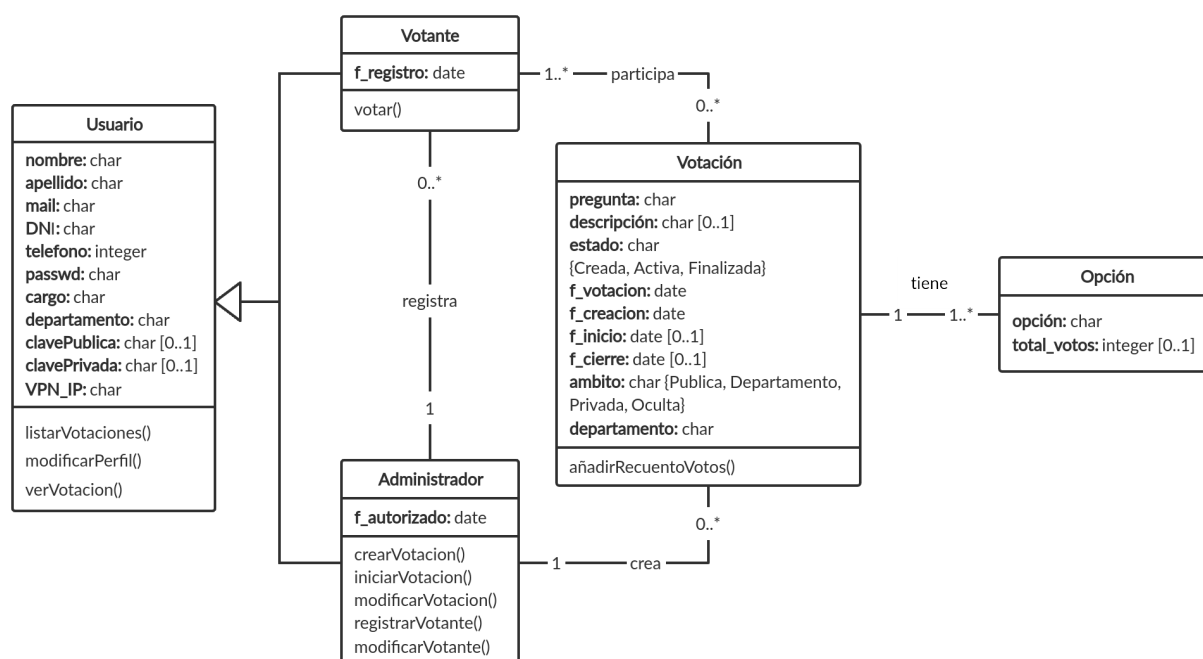 Usuario
nombre: char
apellido: char
mail: char
DNI: char
telefono: integer
passwd: char
cargo: char
departamento: char
clavePublica: char [0..1]
clavePrivada: char [0..1]
VPN_IP: char
listarVotaciones()
modificarPerfil()
verVotacion()
Votante
f_registro: date
votar()
1..*
participa
0..*
0..*
registra
1
Administrador
f_autorizado: date
crearVotacion()
iniciarVotacion()
modificarVotacion()
registrarVotante()
modificarVotante()
1
crea
0..*
Votación
pregunta: char
descripción: char [0..1]
estado: char
{Creada, Activa, Finalizada}
f_votacion: date
f_creacion: date
f_inicio: date [0..1]
f_cierre: date [0..1]
ambito: char {Publica, Departamento,
Privada, Oculta}
departamento: char
añadirRecuentoVotos()
tiene
1
1..*
Opción
opción: char
total_votos: integer [0..1]